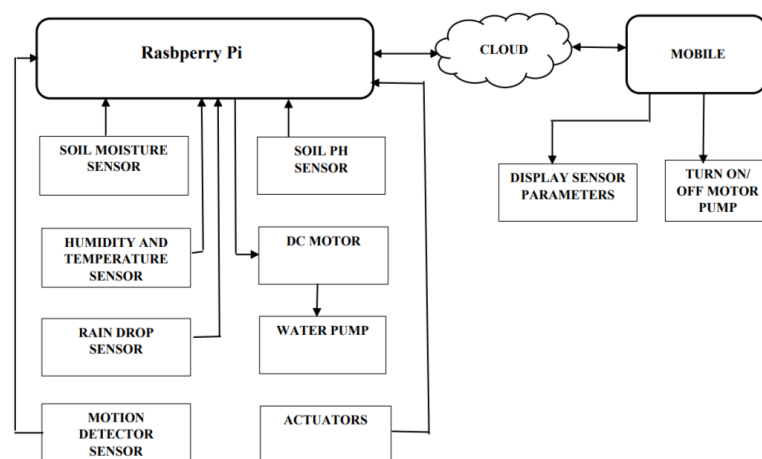 Rasbperry Pi
CLOUD
MOBILE
SOIL MOISTURE
SENSOR
SOIL PH
SENSOR
DISPLAY SENSOR
PARAMETERS
TURN ON/
OFF MOTOR
PUMP
HUMIDITY AND
TEMPERATURE
SENSOR
DC MOTOR
RAIN DROP
SENSOR
WATER PUMP
MOTION
DETECTOR
SENSOR
ACTUATORS